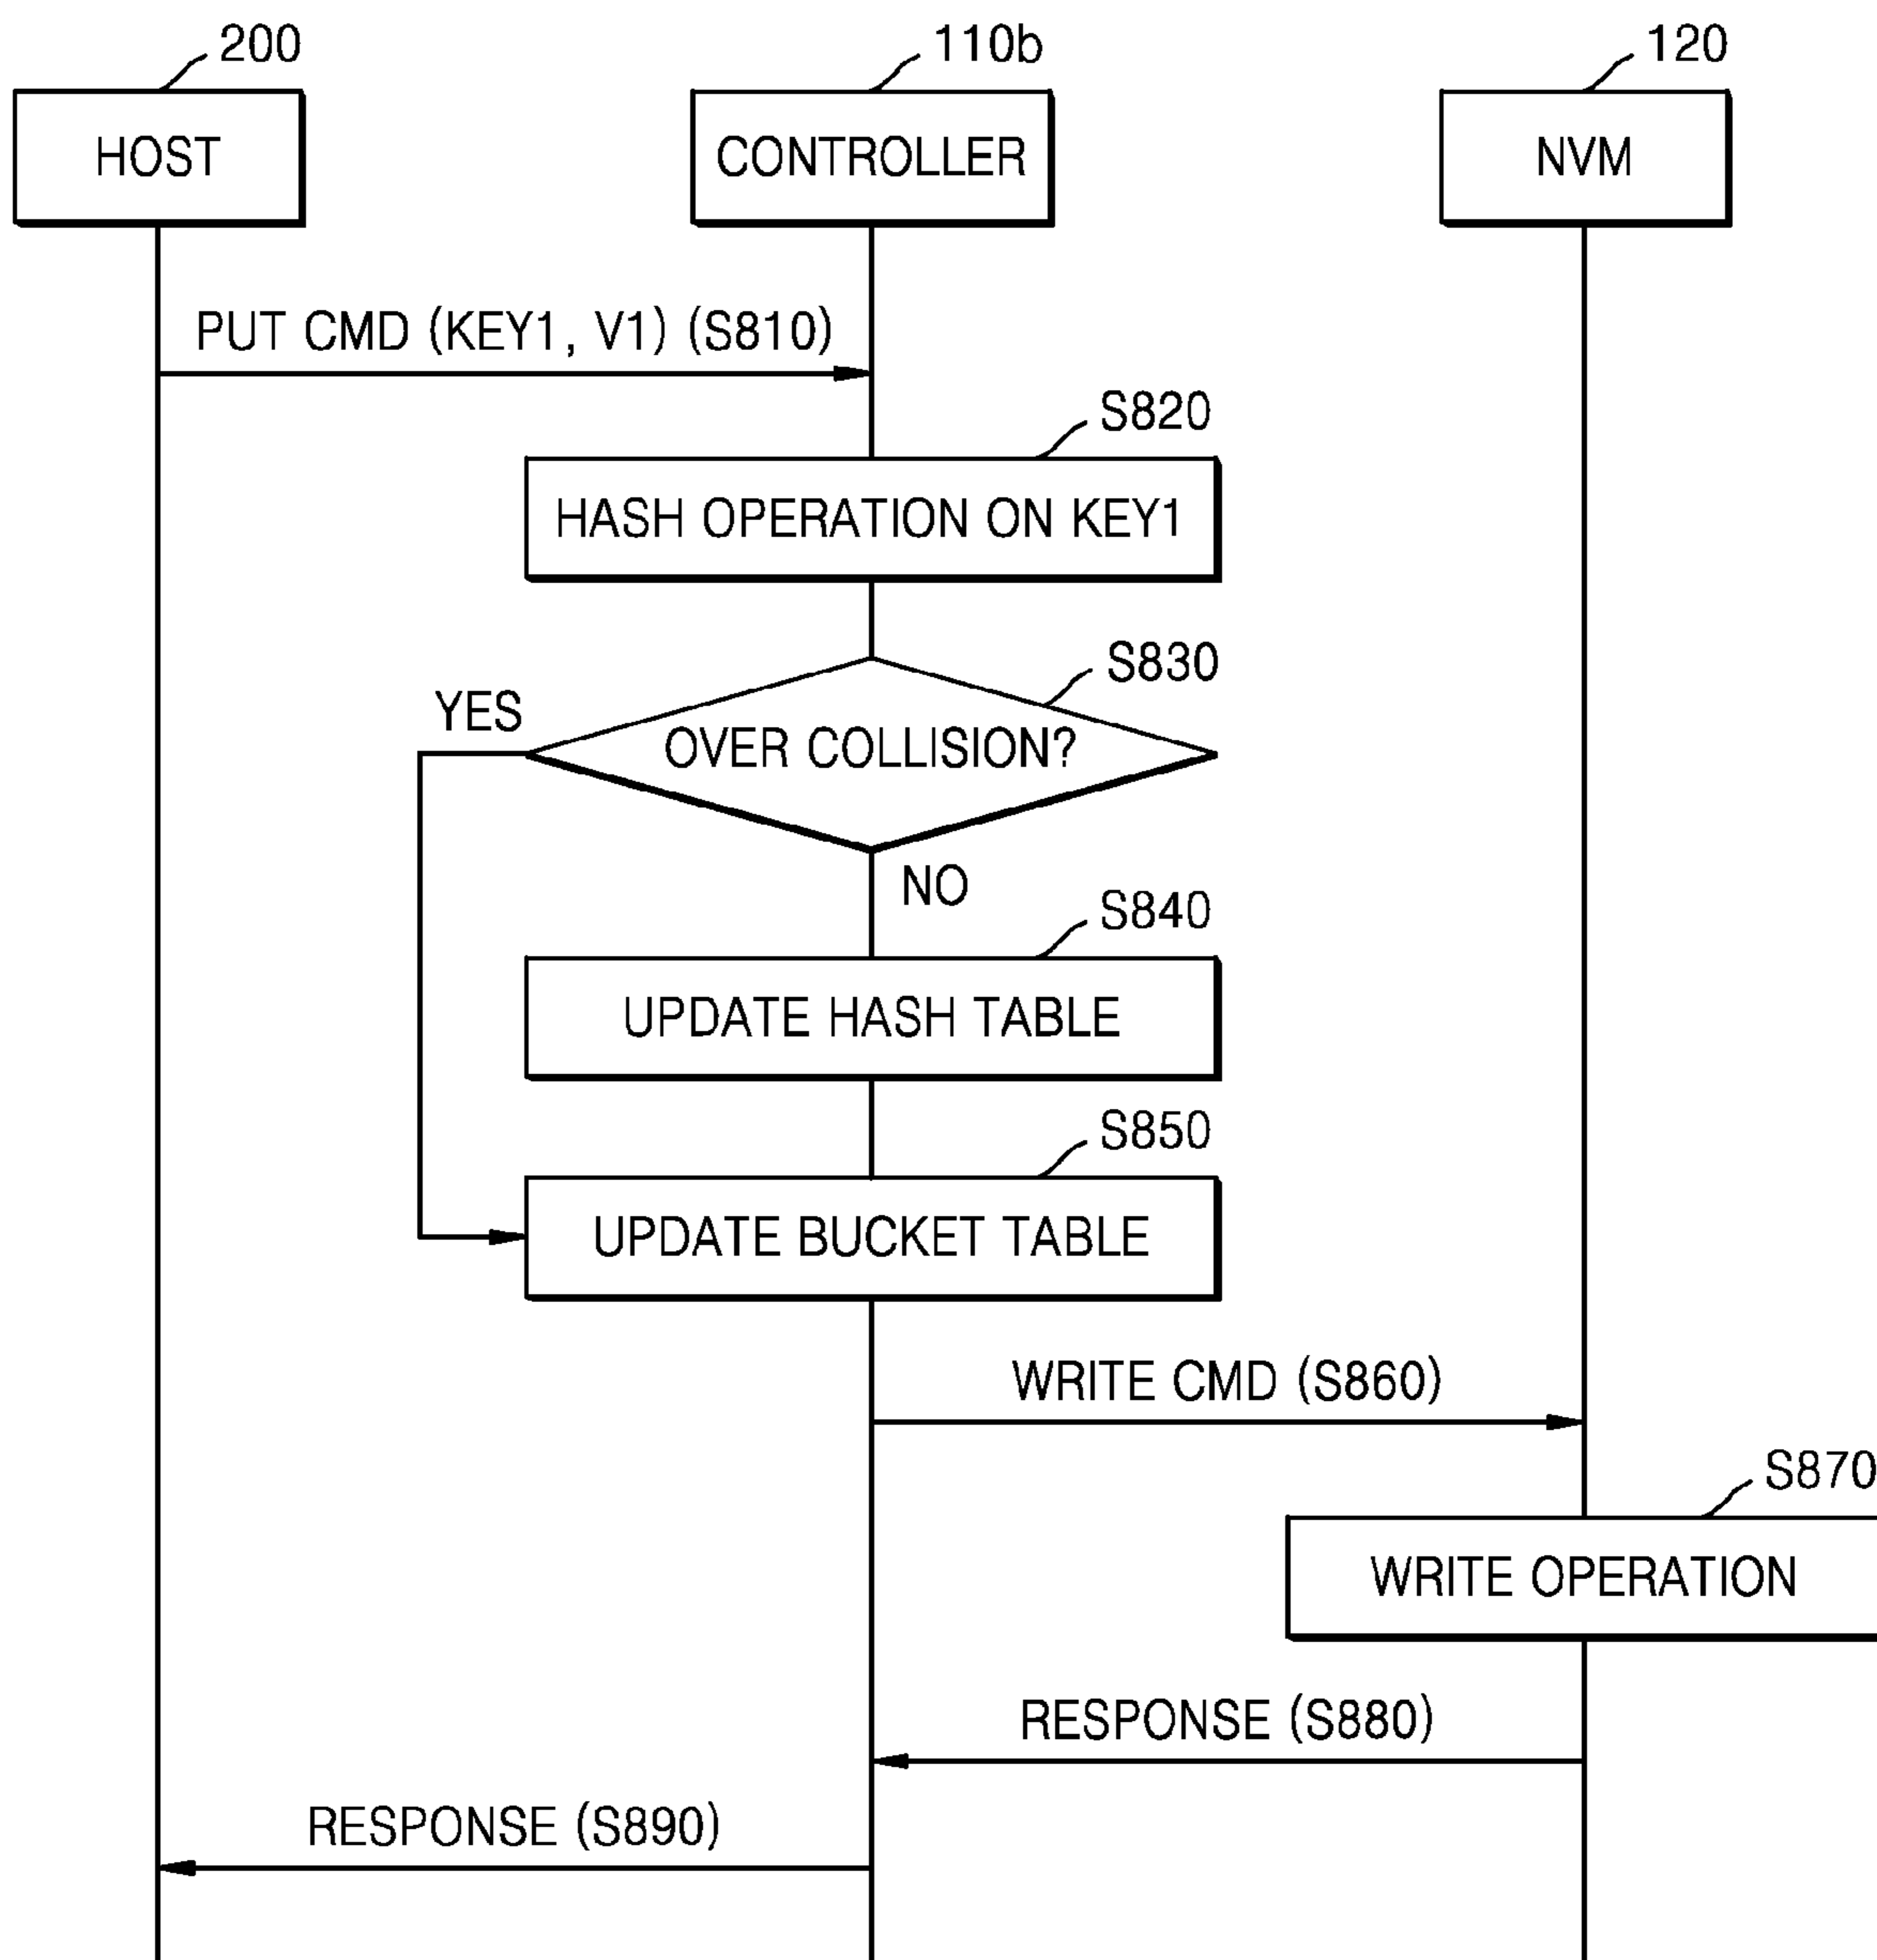 200
110b
120
HOST
CONTROLLER
NVM
PUT CMD (KEY1, V1) (S810)
S820
HASH OPERATION ON KEY1
S830
YES
OVER COLLISION?
NO
S840
UPDATE HASH TABLE
S850
UPDATE BUCKET TABLE
WRITE CMD (S860)
S870
WRITE OPERATION
RESPONSE (S880)
RESPONSE (S890)